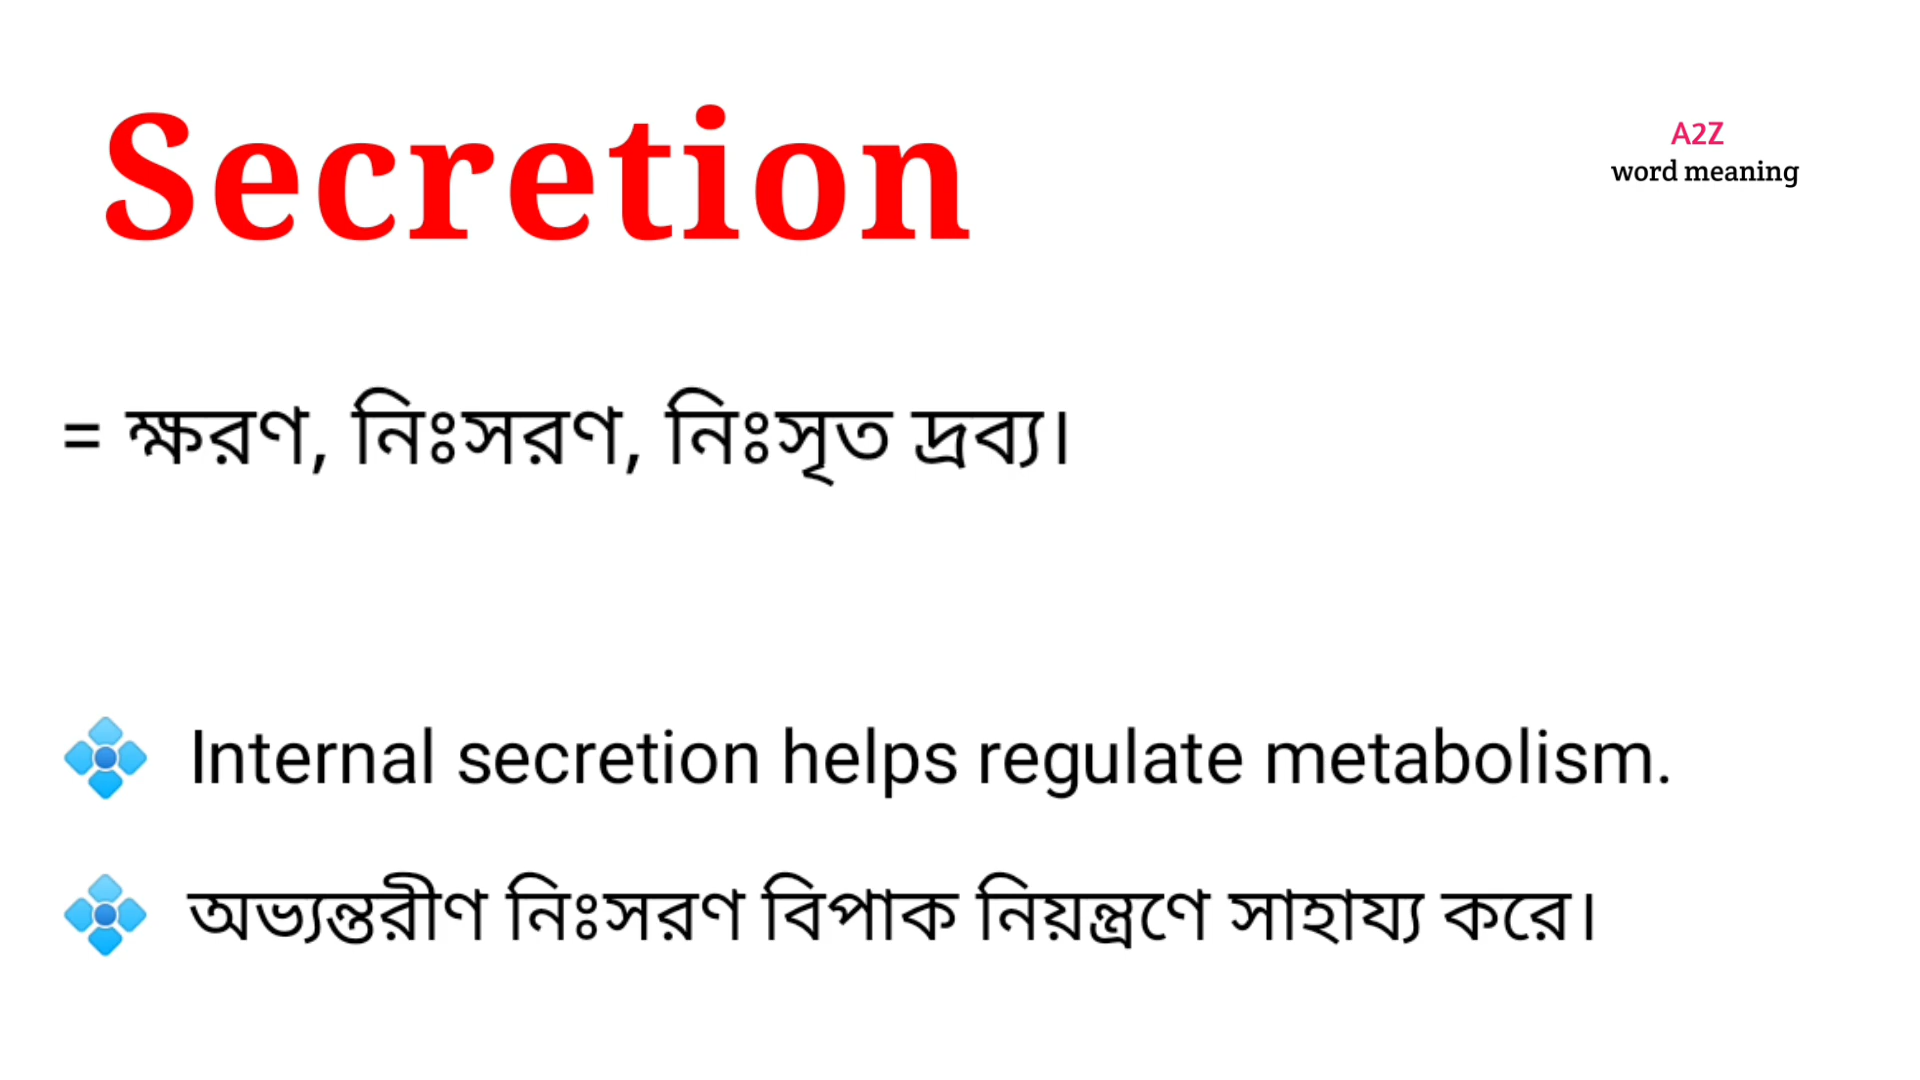 Secretion
A2Z
word meaning
= ক্ষরণ, নিঃসরণ, নিঃসৃত দ্রব্য।
Internal secretion helps regulate metabolism.
অভ্যন্তরীণ নিঃসরণ বিপাক নিয়ন্ত্রণে সাহায্য করে।